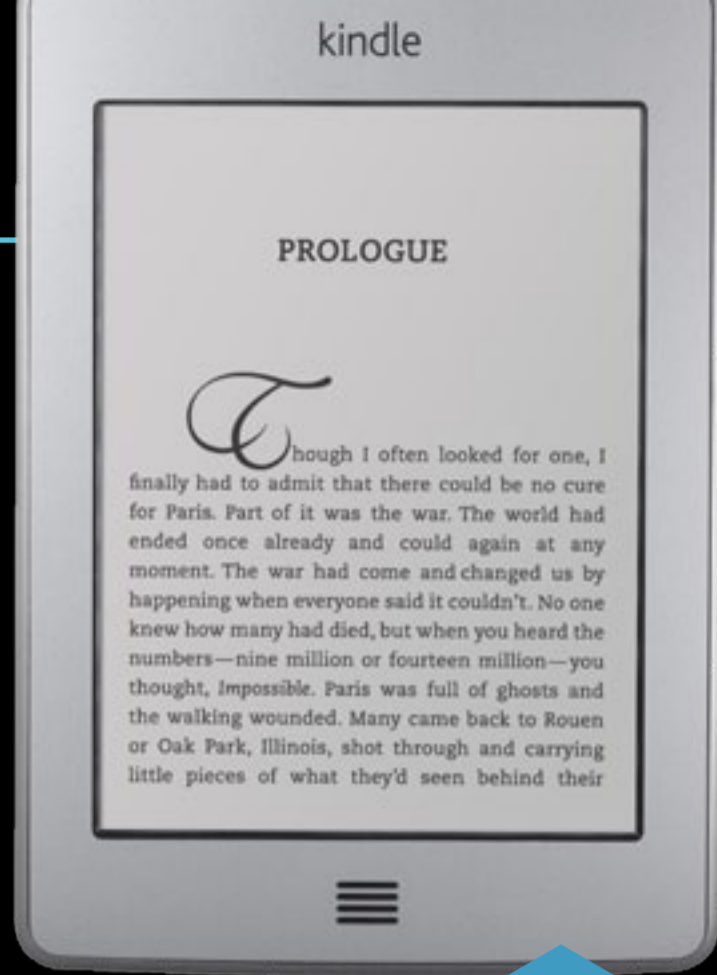 kindle
PROLOGUE
Though I often looked for one, I
finally had to admit that there could be no cure
for Paris. Part of it was the war. The world had
ended once already and could again at any
moment. The war had come and changed us by
happening when everyone said it couldn't. No one
knew how many had died, but when you heard the
numbers—nine million or fourteen million—you
thought, Impossible. Paris was full of ghosts and
the walking wounded. Many came back to Rouen
or Oak Park, Illinois, shot through and carrying
little pieces of what they'd seen behind their